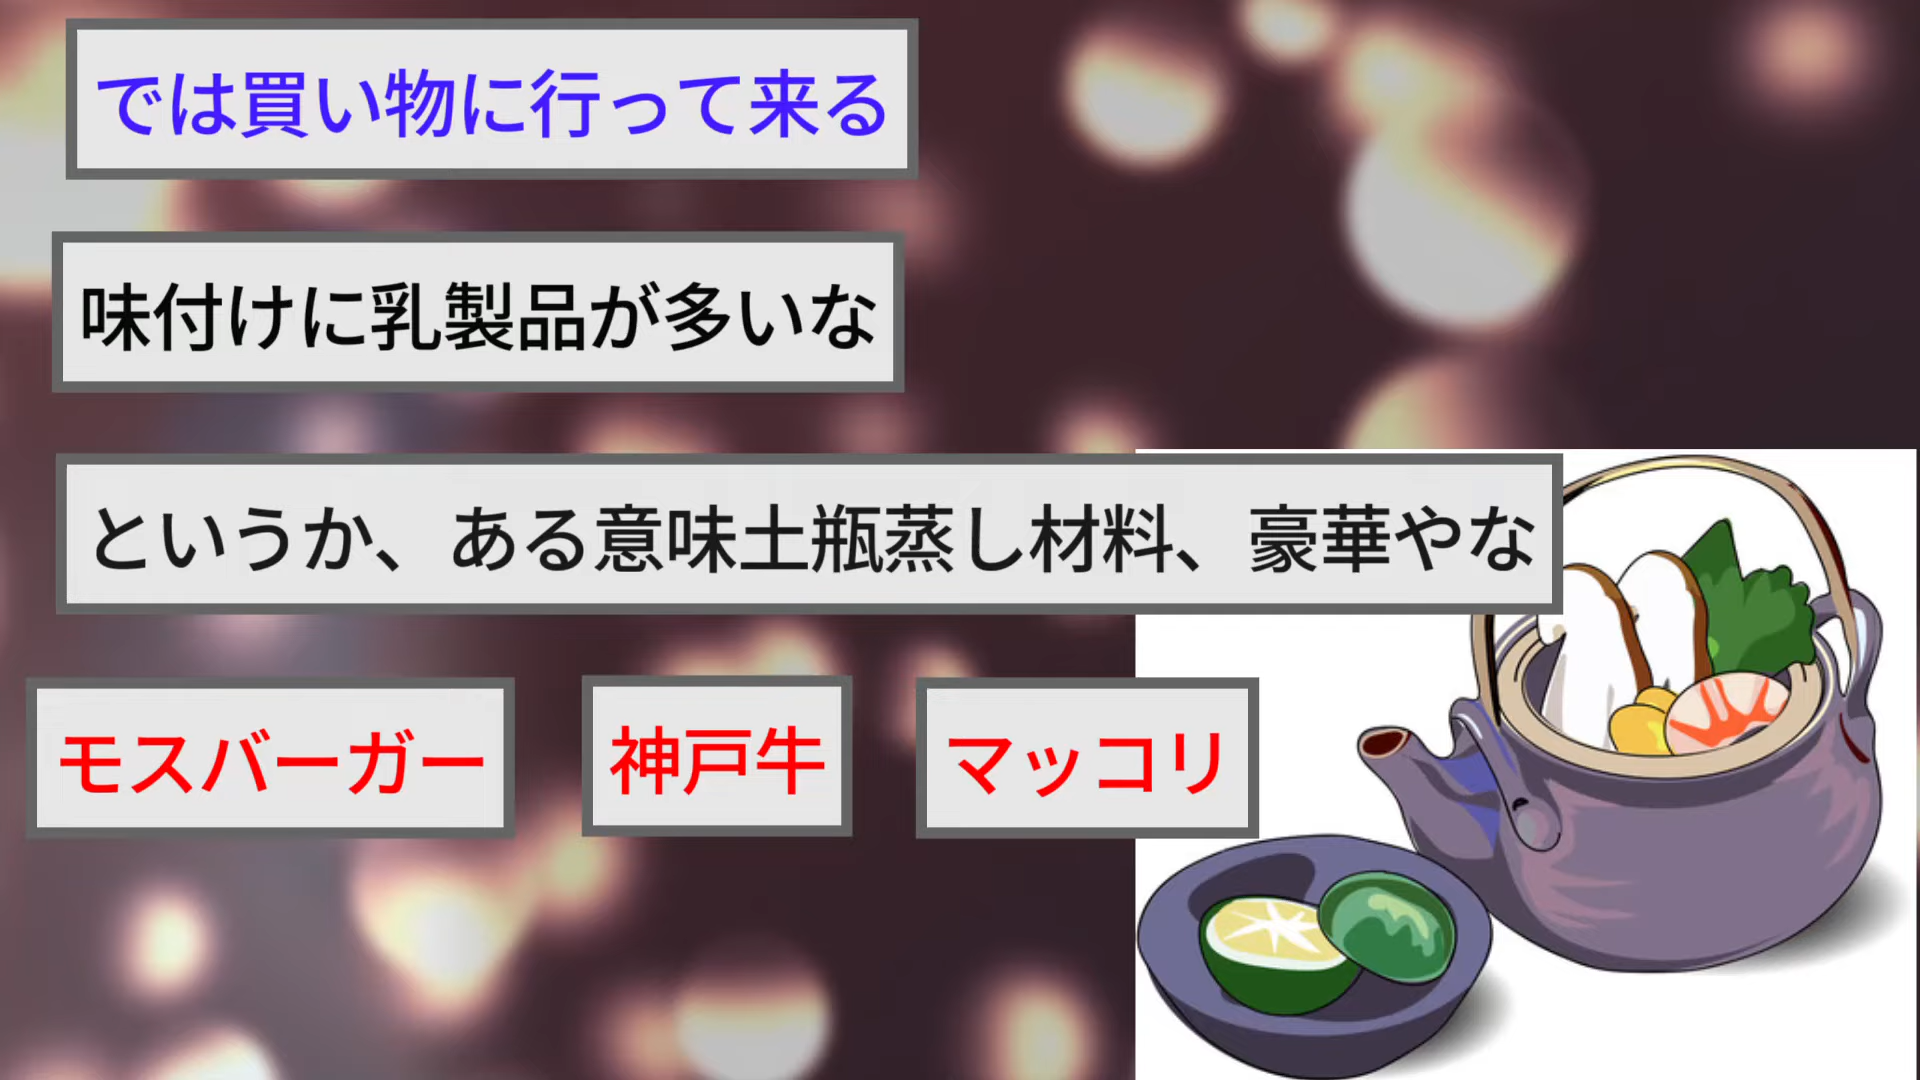 では買い物に行って来る
味付けに乳製品が多いな
というか、ある意味土瓶蒸し材料、豪華やな
モスバーガー
神戸牛
マッコリ